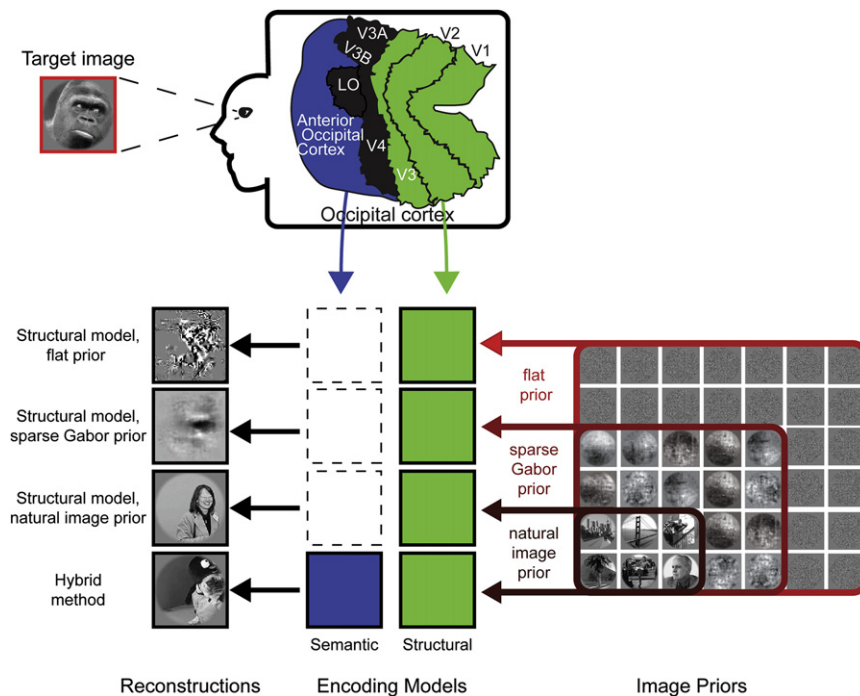 Target image
V3A
V2
V3B
V1
LO
Anterior
Occipital
Cortex
V4
V3
Occipital cortex
Structural model,
flat prior
flat
prior
Structural model,
sparse Gabor prior
sparse
Gabor
prior
Structural model,
natural image prior
natural
image
prior
Hybrid
method
Semantic
Structural
Reconstructions
Encoding Models
Image Priors